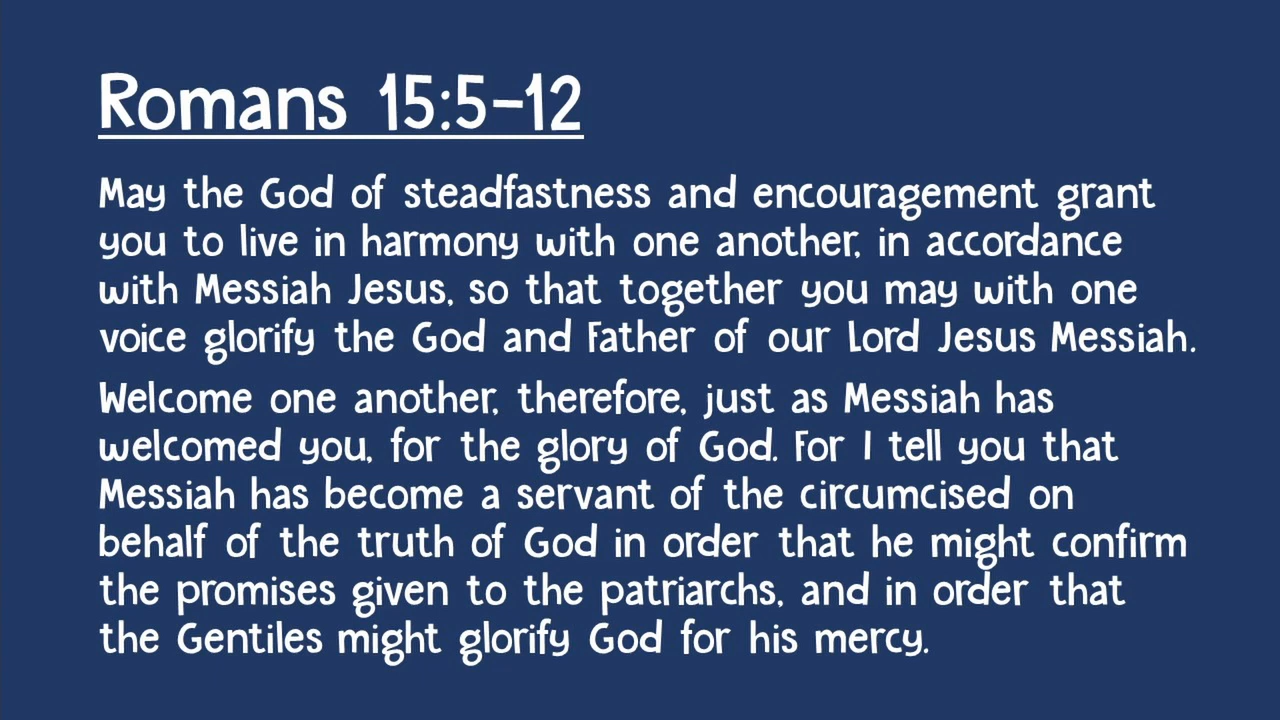 Romans 15:5–12
May the God of steadfastness and encouragement grant
you to live in harmony with one another, in accordance
with Messiah Jesus, so that together you may with one
voice glorify the God and Father of our Lord Jesus Messiah.
Welcome one another, therefore, just as Messiah has
welcomed you, for the glory of God. For I tell you that
Messiah has become a servant of the circumcised on
behalf of the truth of God in order that he might confirm
the promises given to the patriarchs, and in order that
the Gentiles might glorify God for his mercy.